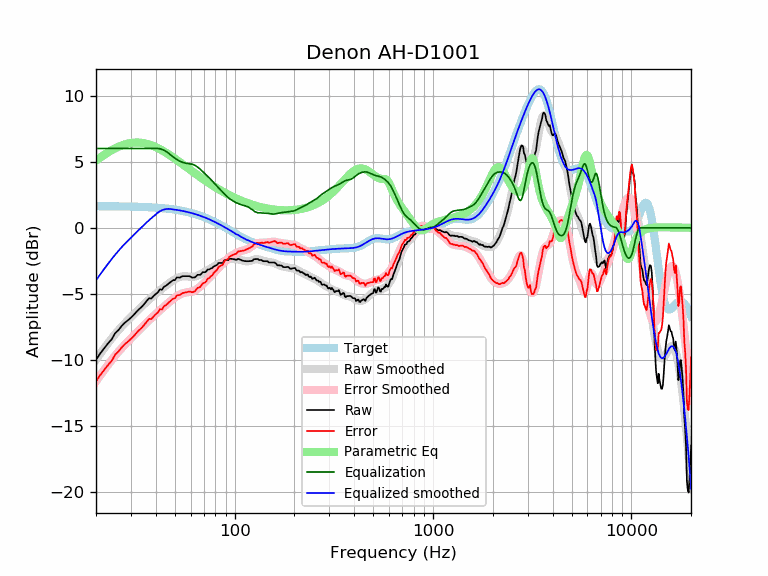 Denon AH-D1001
10
5
0
−5
−10
−15
−20
Amplitude (dBr)
Target
Raw Smoothed
Error Smoothed
Raw
Error
Parametric Eq
Equalization
Equalized smoothed
100
1000
10000
Frequency (Hz)